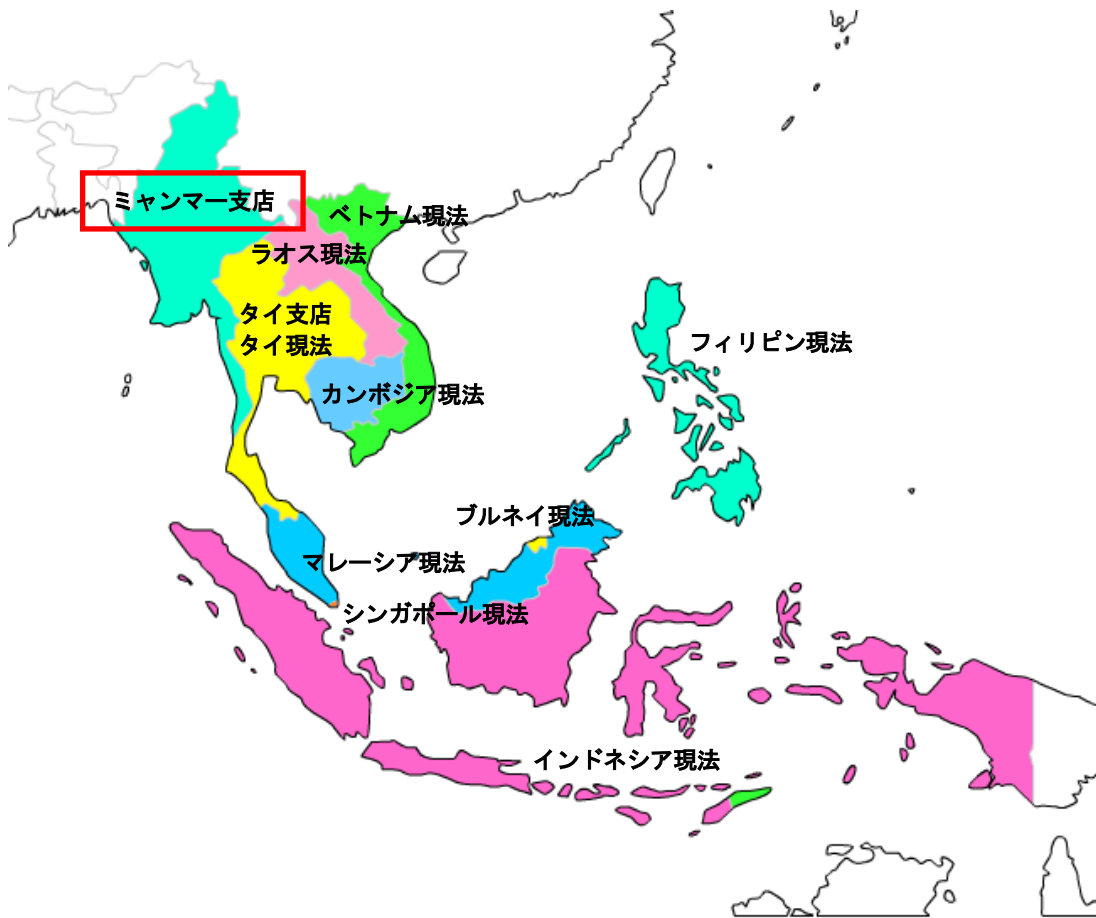 ミャンマー支店
ベトナム現法
ラオス現法
タイ支店
タイ現法
フィリピン現法
カンボジア現法
ブルネイ現法
マレーシア現法
シンガポール現法
インドネシア現法